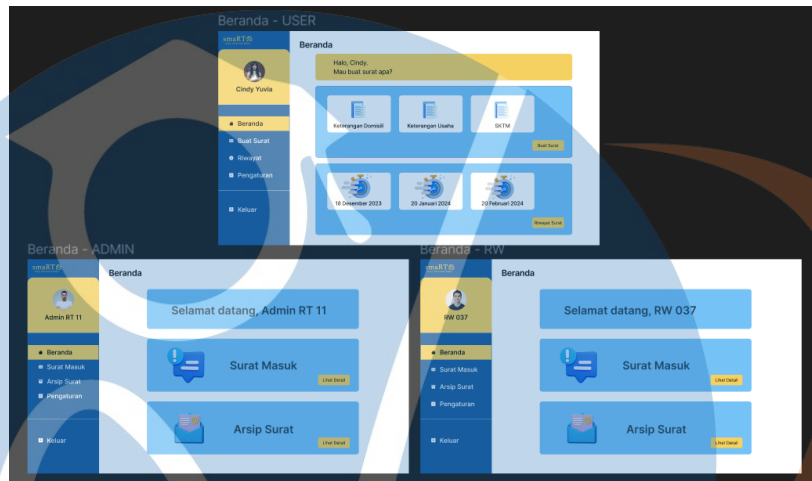 Beranda - USER
smaRT
Beranda
Halo, Cindy.
Mau buat surat apa?
Cindy Yuvia
Beranda
Buat Surat
Riwayat
Pengaturan
Keluar
Keterangan Domisili
Keterangan Usaha
SKTM
Buat Surat
18 Desember 2023
20 Januari 2024
20 Februari 2024
Riwayat Surat
Beranda - ADMIN
smaRT
Beranda
Admin RT 11
Beranda
Surat Masuk
Arsip Surat
Pengaturan
Keluar
Selamat datang, Admin RT 11
Surat Masuk
Lihat Detail
Arsip Surat
Lihat Detail
Beranda - RW
smaRT
Beranda
RW 037
Beranda
Surat Masuk
Arsip Surat
Pengaturan
Keluar
Selamat datang, RW 037
Surat Masuk
Lihat Detail
Arsip Surat
Lihat Detail